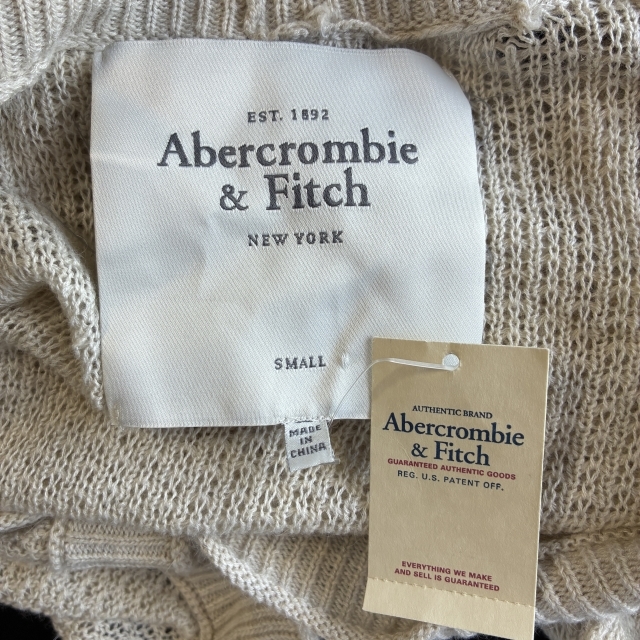 EST. 1892
Abercrombie
& Fitch
NEW YORK
SMALL
MADE
IN
CHINA
AUTHENTIC BRAND
Abercrombie
& Fitch
GUARANTEED AUTHENTIC GOODS
REG. U.S. PATENT OFF.
EVERYTHING WE MAKE
AND SELL IS GUARANTEED